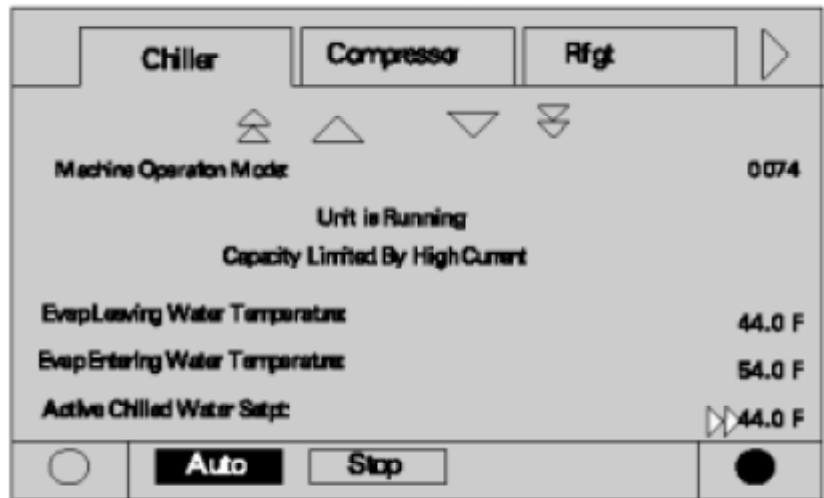 Chiller Compressor Rfgt
Machine Operation Mode: 0074
Unit is Running
Capacity Limited By High Current
Evap Leaving Water Temperature: 44.0 F
Evap Entering Water Temperature: 54.0 F
Active Chilled Water Setpt: 44.0 F
Auto Stop